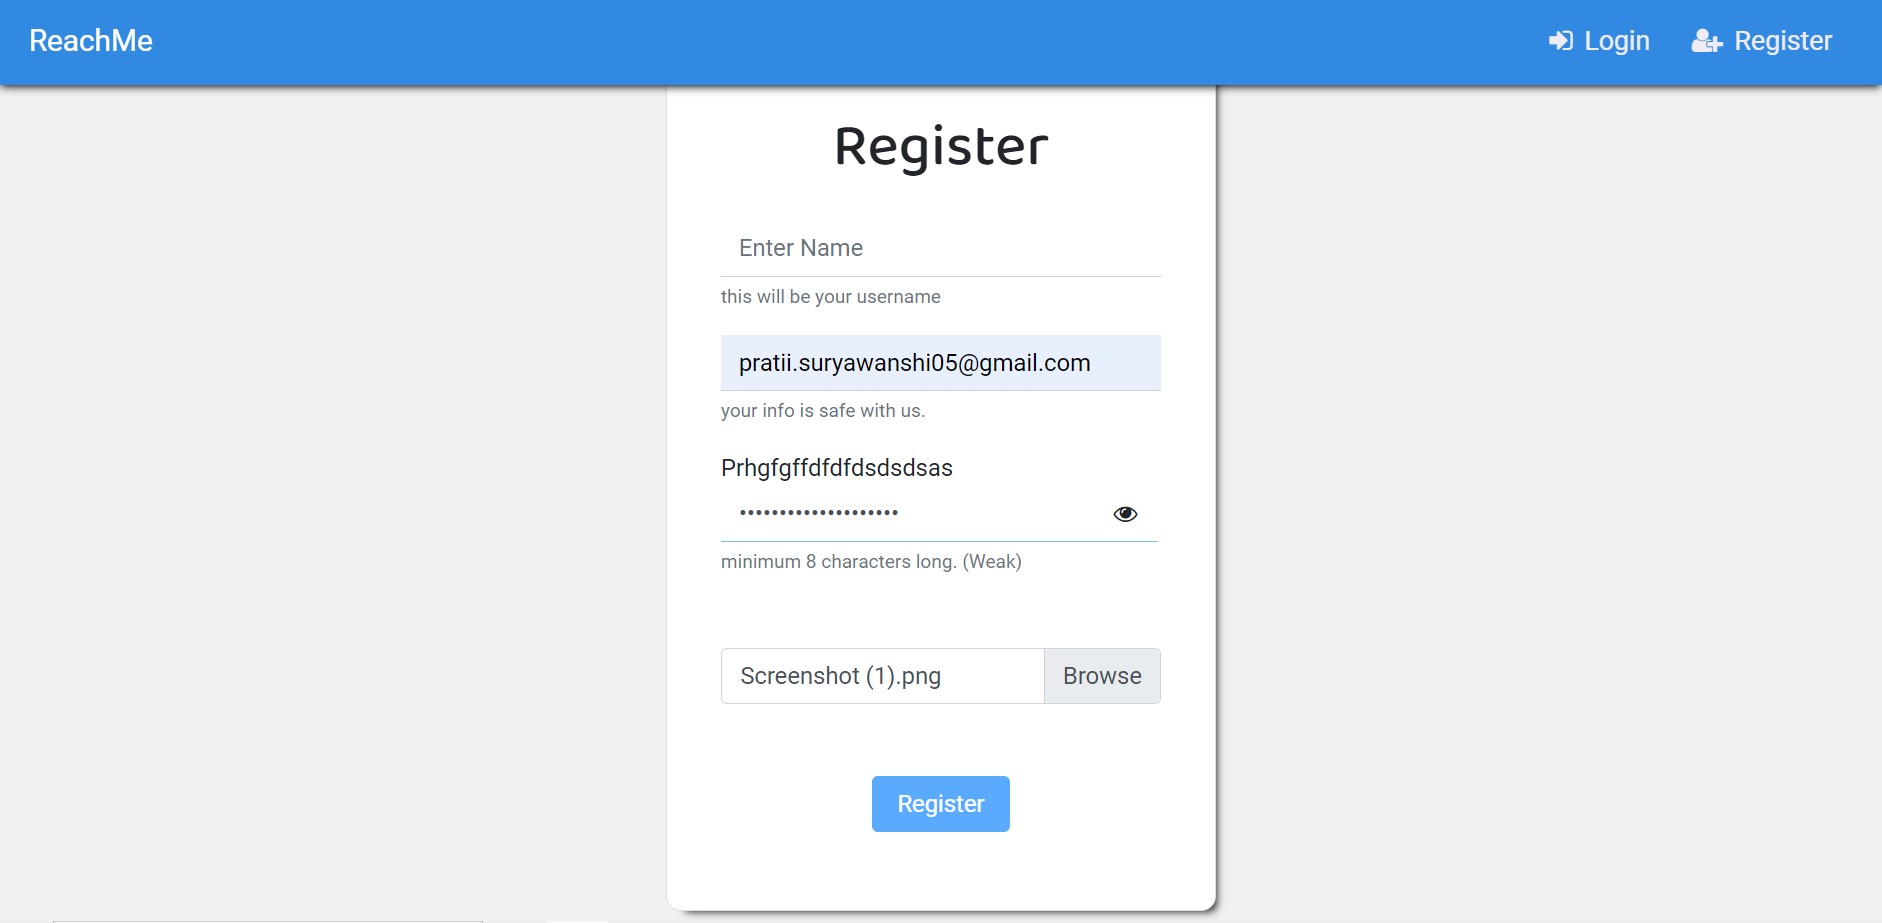 ReachMe
Login
Register
Register
Enter Name
this will be your username
pratii.suryawanshi05@gmail.com
your info is safe with us.
Prhgfgffdfdfdsdsdsas
••••••••••••••••••••
minimum 8 characters long. (Weak)
Screenshot (1).png
Browse
Register